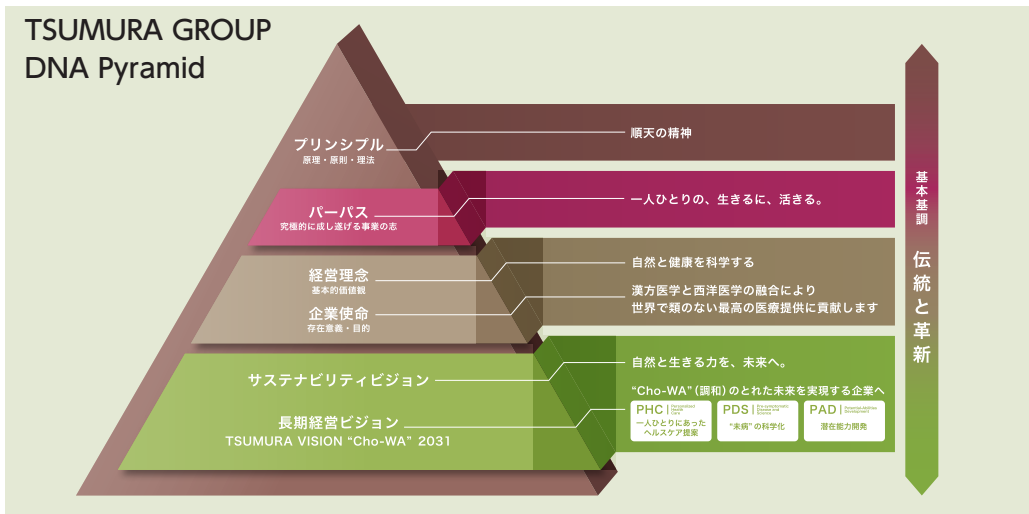 TSUMURA GROUP
DNA Pyramid
プリンシプル
原理・原則・理法
順天の精神
パーパス
究極的に成し遂げる事業の志
一人ひとりの、生きるに、活きる。
経営理念
基本的価値観
自然と健康を科学する
企業使命
存在意義・目的
漢方医学と西洋医学の融合により
世界で類のない最高の医療提供に貢献します
サステナビリティビジョン
自然と生きる力を、未来へ。
長期経営ビジョン
TSUMURA VISION “Cho-WA” 2031
“Cho-WA”（調和）のとれた未来を実現する企業へ
PHC Personalized
Health
Care
一人ひとりにあった
ヘルスケア提案
PDS Pre-symptomatic
Disease and
Science
“未病”の科学化
PAD Potential-Abilities
Development
潜在能力開発
基本基調
伝統と革新